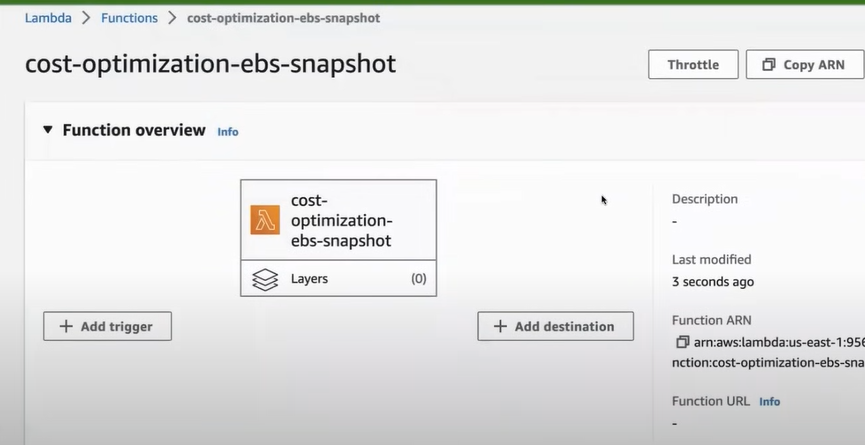 Lambda > Functions > cost-optimization-ebs-snapshot
cost-optimization-ebs-snapshot
Throttle
Copy ARN
Function overview Info
cost-
optimization-
ebs-snapshot
Layers (0)
+ Add trigger
+ Add destination
Description
-
Last modified
3 seconds ago
Function ARN
arn:aws:lambda:us-east-1:956
nction:cost-optimization-ebs-sna
Function URL Info
-